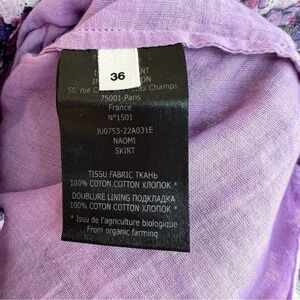 36
50, rue Champs
75001-Paris
France
N°1501
JU0753-22A031E
NAOMI
SKIRT
TISSU FABRIC ТКАНЬ
100% COTON COTTON ХЛОПОК *
DOUBLURE LINING ПОДКЛАДКА
100% COTON COTTON ХЛОПОК *
* Issu de l'agriculture biologique
From organic farming